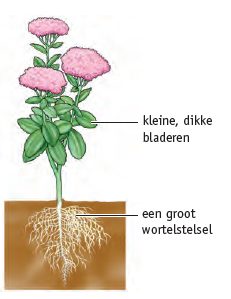 kleine, dikke
bladeren
een groot
wortelstelsel